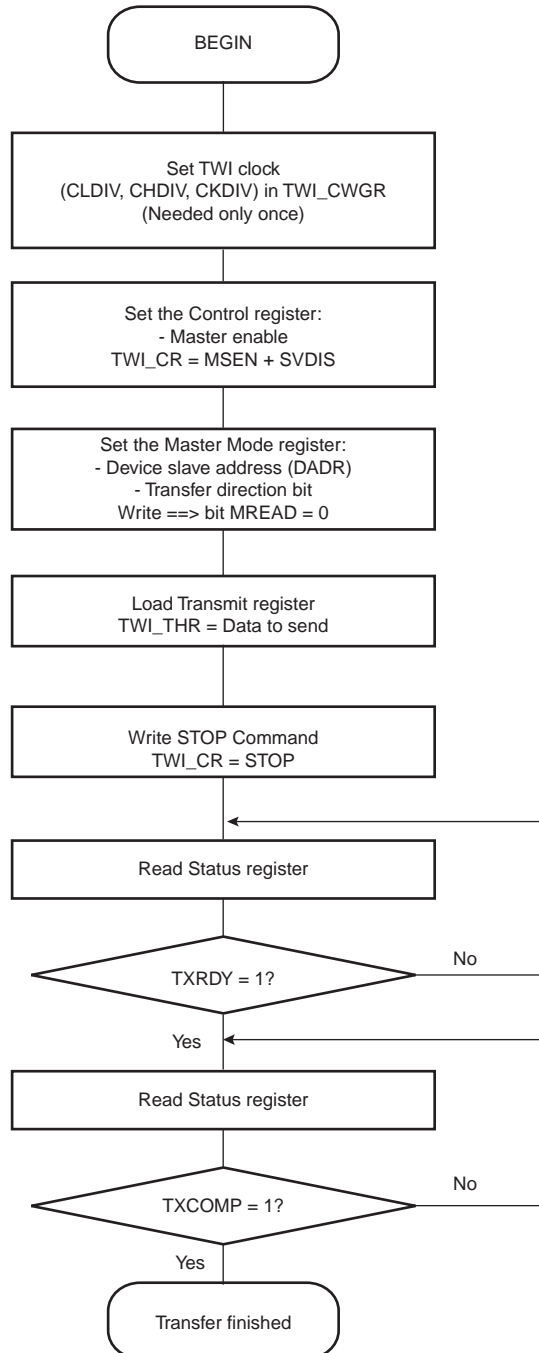 BEGIN
Set TWI clock
(CLDIV, CHDIV, CKDIV) in TWI_CWGR
(Needed only once)
Set the Control register:
- Master enable
TWI_CR = MSEN + SVDIS
Set the Master Mode register:
- Device slave address (DADR)
- Transfer direction bit
Write ==> bit MREAD = 0
Load Transmit register
TWI_THR = Data to send
Write STOP Command
TWI_CR = STOP
Read Status register
TXRDY = 1?
No
Yes
Read Status register
TXCOMP = 1?
No
Yes
Transfer finished